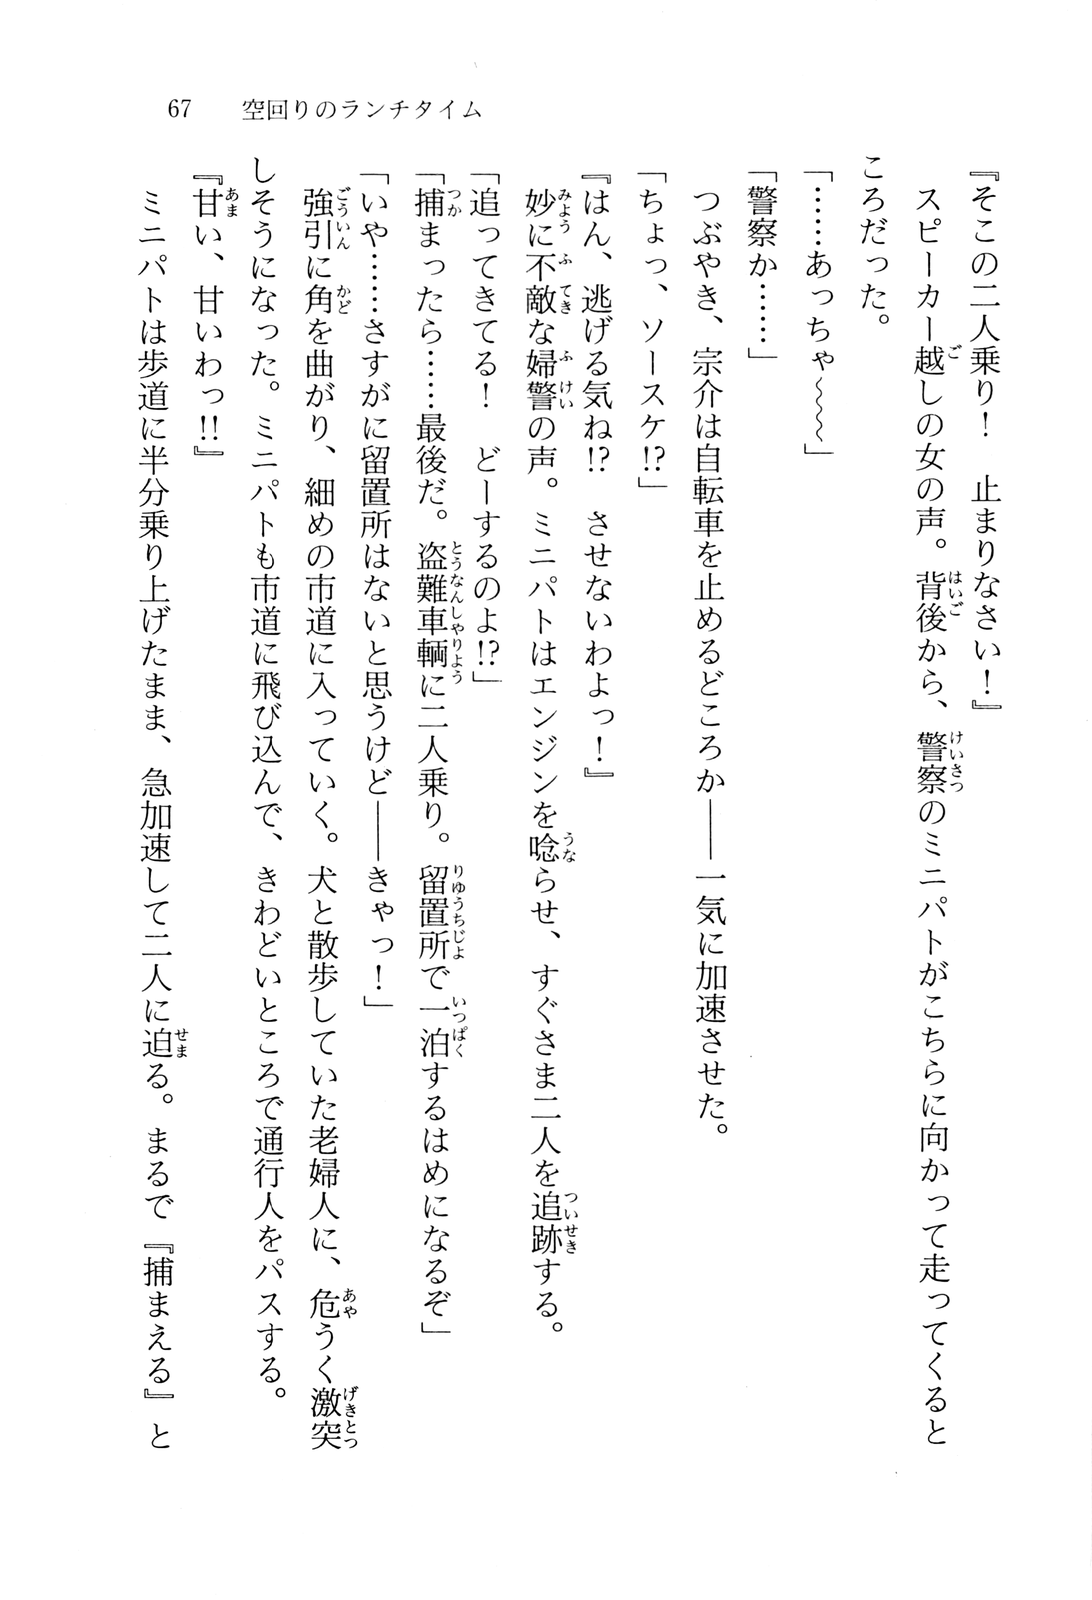 67　空回りのランチタイム
『そこの二人乗り！　止まりなさい！』
　スピーカー越しの女の声。背後から、警察のミニパトがこちらに向かって走ってくると
ころだった。
「……あっちゃ〜〜〜〜」
「警察か……」
　つぶやき、宗介は自転車を止めるどころか――一気に加速させた。
「ちょっ、ソースケ!?」
『はん、逃げる気ね!?　させないわよっ！』
　妙に不敵な婦警の声。ミニパトはエンジンを唸らせ、すぐさま二人を追跡する。
「追ってきてる！　どーするのよ!?」
「捕まったら……最後だ。盗難車輌に二人乗り。留置所で一泊するはめになるぞ」
「いや……さすがに留置所はないと思うけど――きゃっ！」
　強引に角を曲がり、細めの市道に入っていく。犬と散歩していた老婦人に、危うく激突
しそうになった。ミニパトも市道に飛び込んで、きわどいところで通行人をパスする。
『甘い、甘いわっ!!』
　ミニパトは歩道に半分乗り上げたまま、急加速して二人に迫る。まるで『捕まえる』と